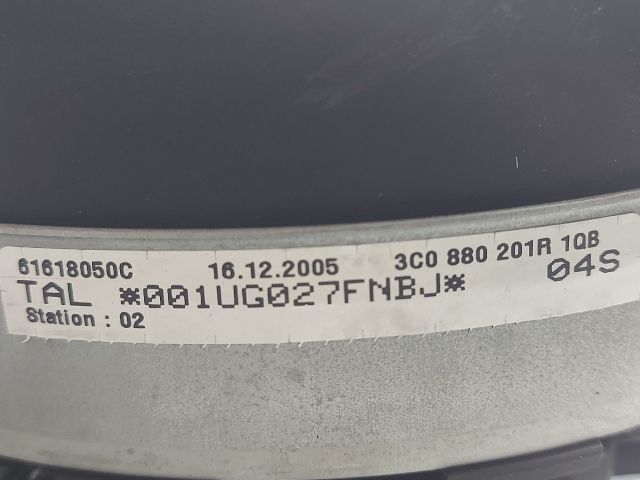 61618050C 16.12.2005 3C0 880 201R 1QB
TAL *001UG027FNBJ* 04S
Station : 02